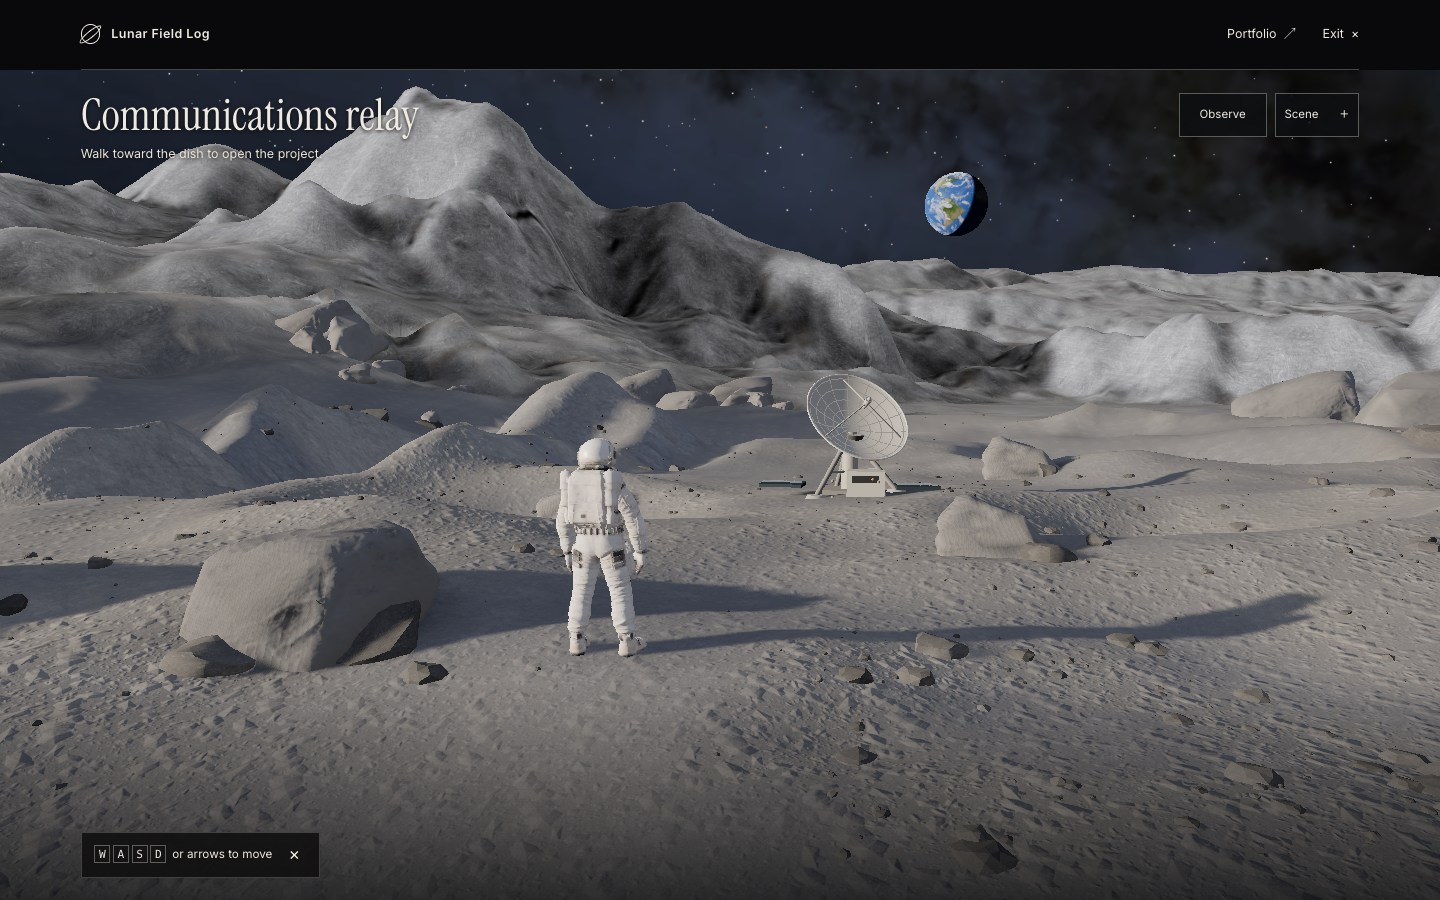 Lunar Field Log
Portfolio ↗
Exit ×
Communications relay
Walk toward the dish to open the project.
Observe
Scene +
W A S D or arrows to move ×